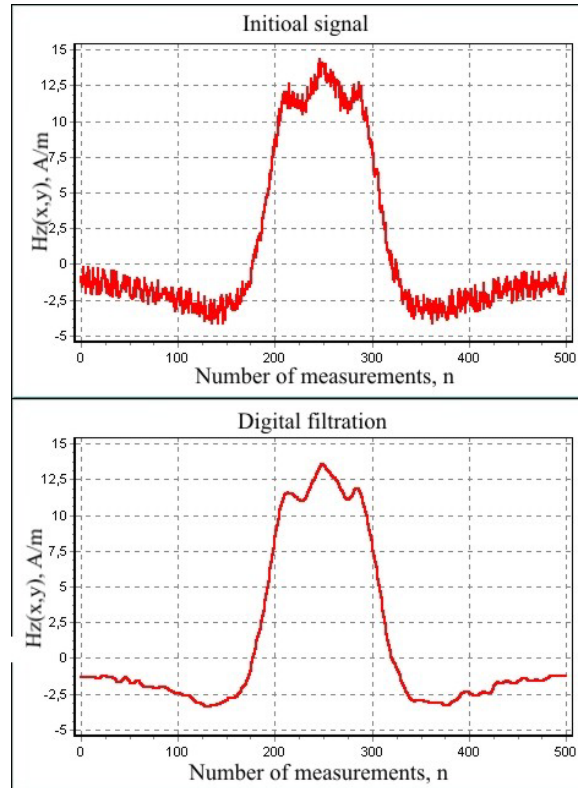 Initioal signal
15
12,5
10
7,5
5
2,5
0
-2,5
-5
Hz(x,y), A/m
0 100 200 300 400 500
Number of measurements, n
Digital filtration
15
12,5
10
7,5
5
2,5
0
-2,5
-5
Hz(x,y), A/m
0 100 200 300 400 500
Number of measurements, n